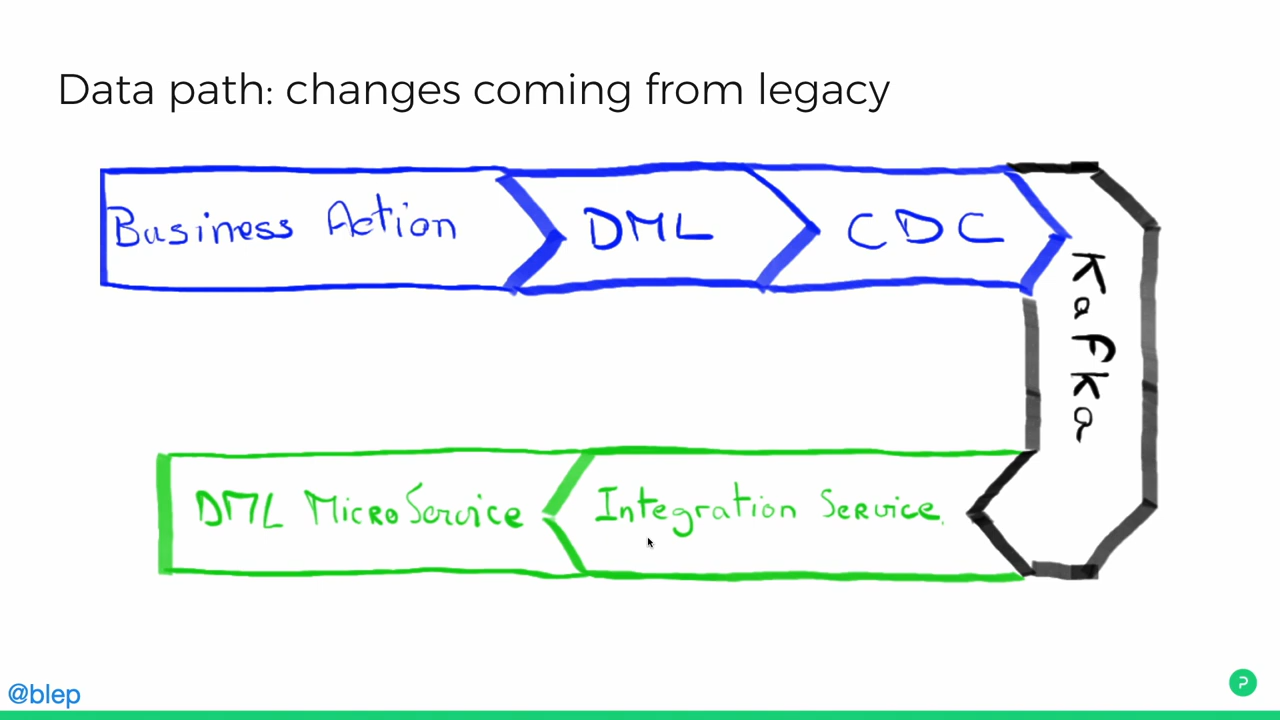 Data path: changes coming from legacy
Business Action
DML
CDC
Kafka
DML MicroService
Integration Service
@blep